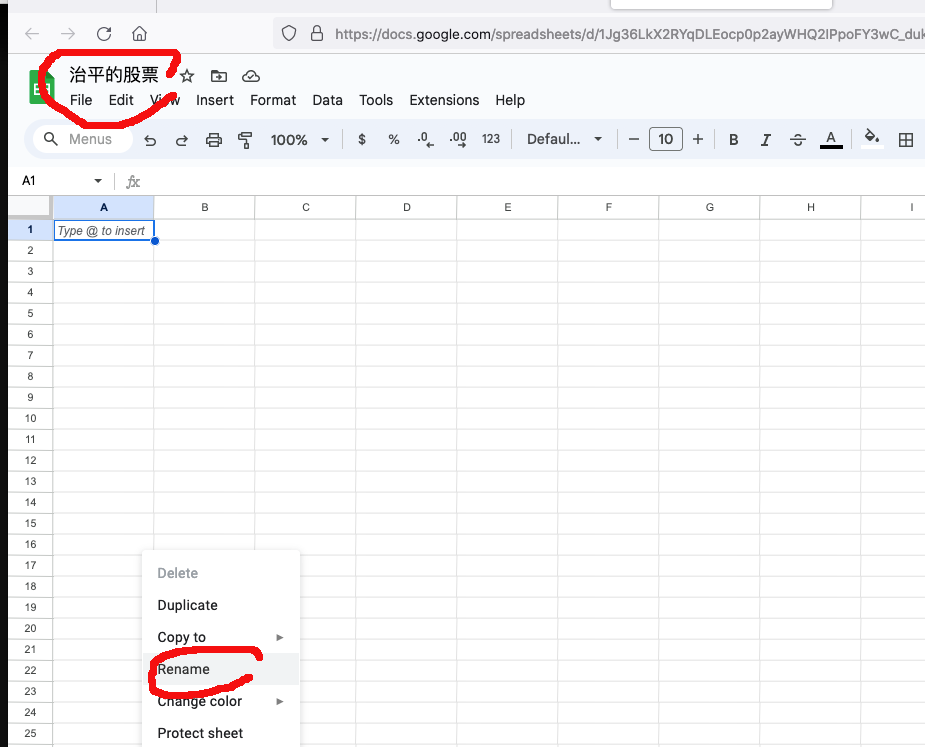 https://docs.google.com/spreadsheets/d/1Jg36LkX2RYqDLEocp0p2ayWHQ2IPpoFY3wC_duk
治平的股票
File Edit View Insert Format Data Tools Extensions Help
Menus 100% $ % .0 .00 123 Defaul... − 10 + B I S A
A1 fx
A B C D E F G H I
1 Type @ to insert
2
3
4
5
6
7
8
9
10
11
12
13
14
15
16
17
Delete
18
Duplicate
19
20
Copy to
21
22
Rename
23
Change color
24
25
Protect sheet